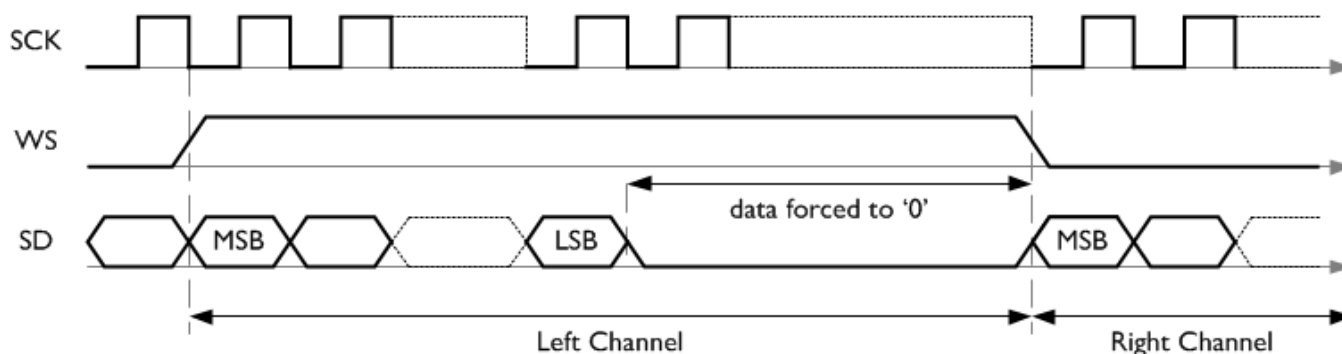 SCK
WS
data forced to ‘0’
SD
MSB
LSB
MSB
Left Channel
Right Channel